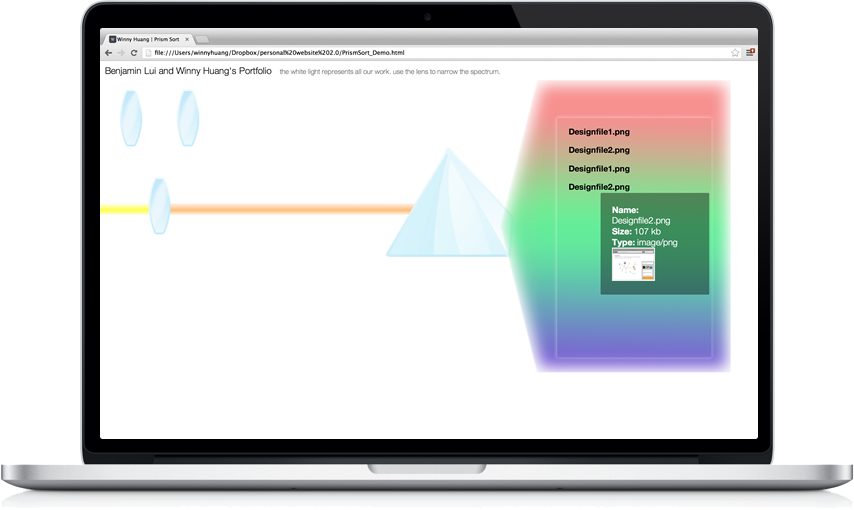 Winny Huang | Prism Sort
file:///Users/winnyhuang/Dropbox/personal%20website%202.0/PrismSort_Demo.html
Benjamin Lui and Winny Huang's Portfolio the white light represents all our work. use the lens to narrow the spectrum.
Designfile1.png
Designfile2.png
Designfile1.png
Designfile2.png
Name:
Designfile2.png
Size: 107 kb
Type: image/png